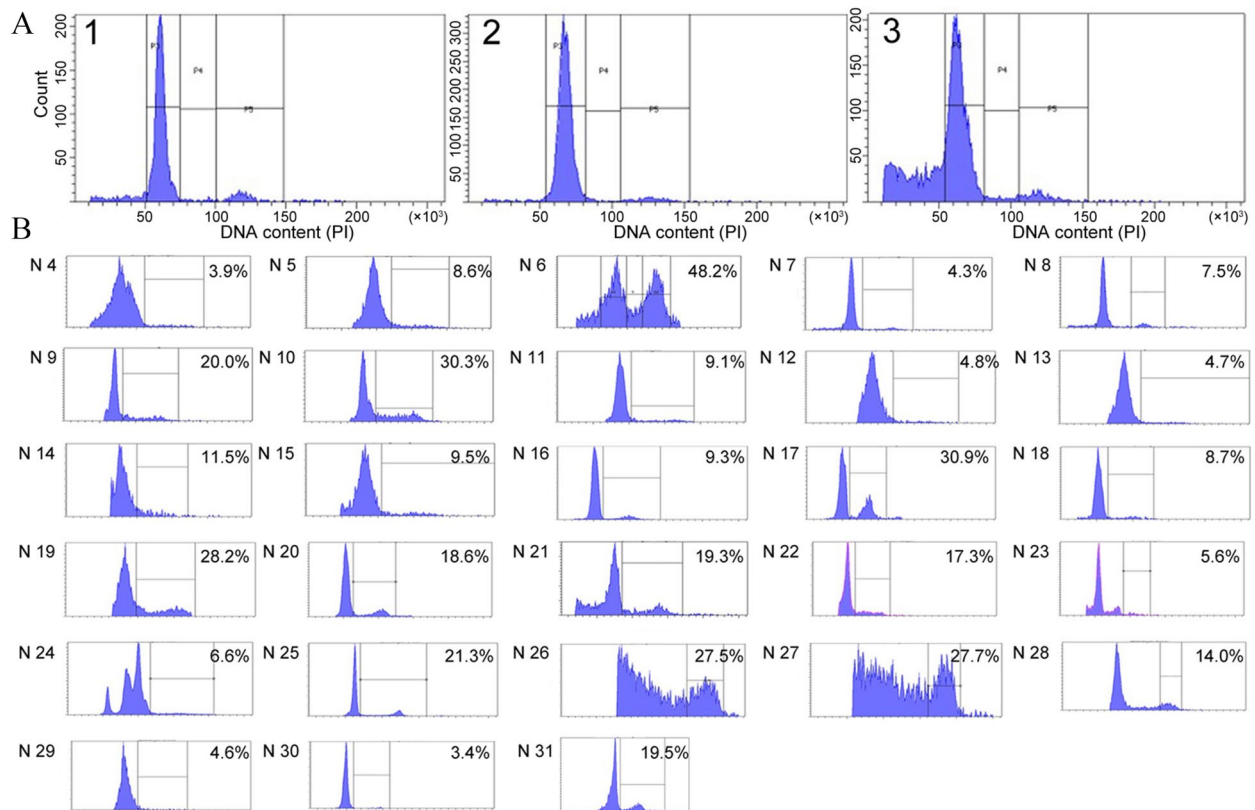 A
1
2
3
P3
P4
P5
P3
P4
P5
P3
P4
P5
Count
200
150
100
50
300
250
200
150
100
50
200
150
100
50
50 100 150 200 (×10³)
50 100 150 200 (×10³)
50 100 150 200 (×10³)
DNA content (PI)
DNA content (PI)
DNA content (PI)
B
N 4 3.9%
N 5 8.6%
N 6 48.2%
N 7 4.3%
N 8 7.5%
N 9 20.0%
N 10 30.3%
N 11 9.1%
N 12 4.8%
N 13 4.7%
N 14 11.5%
N 15 9.5%
N 16 9.3%
N 17 30.9%
N 18 8.7%
N 19 28.2%
N 20 18.6%
N 21 19.3%
N 22 17.3%
N 23 5.6%
N 24 6.6%
N 25 21.3%
N 26 27.5%
N 27 27.7%
N 28 14.0%
N 29 4.6%
N 30 3.4%
N 31 19.5%